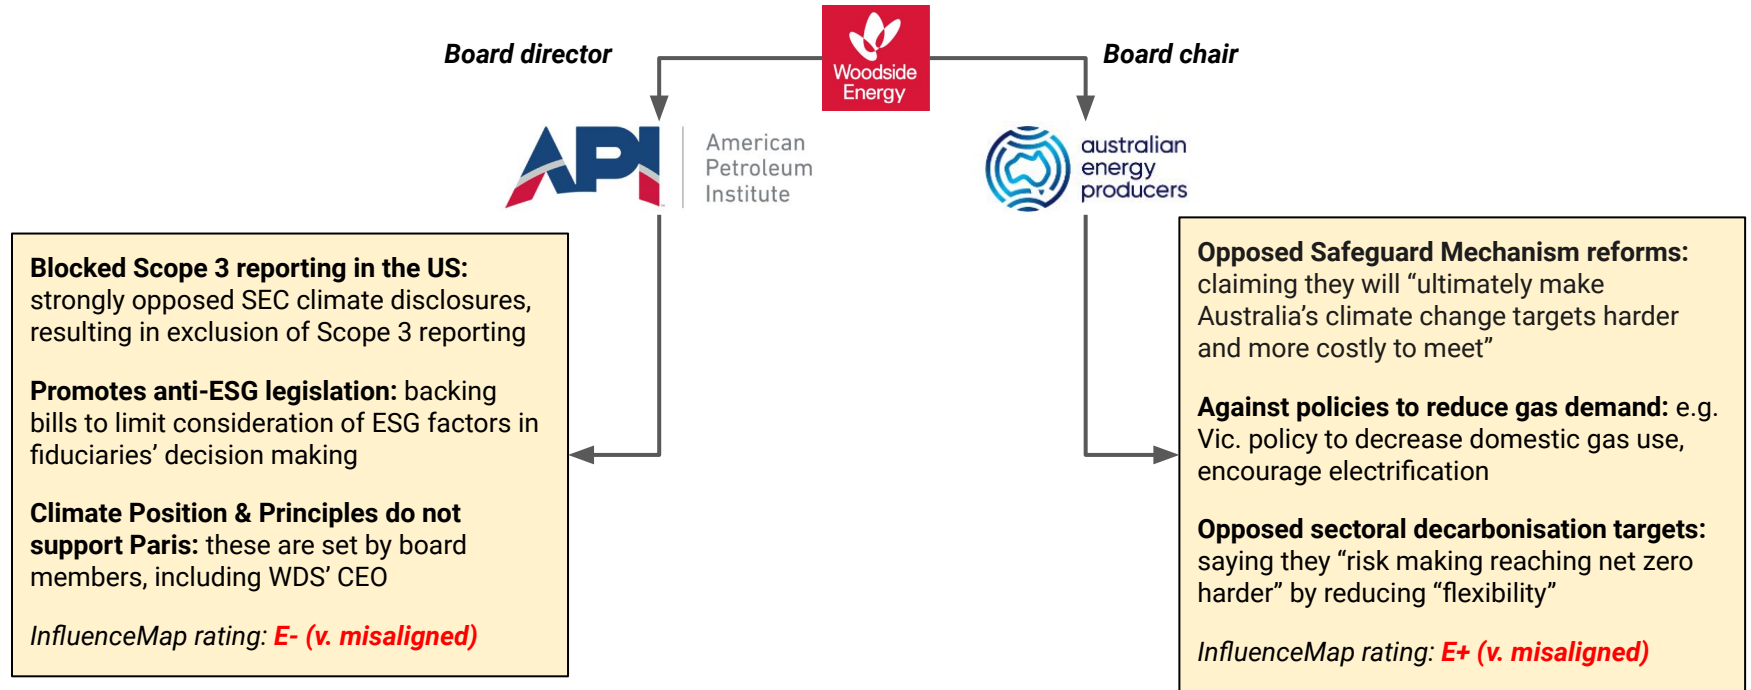 Board director
Woodside
Energy
Board chair
API
American
Petroleum
Institute
australian
energy
producers
Blocked Scope 3 reporting in the US:
strongly opposed SEC climate disclosures,
resulting in exclusion of Scope 3 reporting
Promotes anti-ESG legislation: backing
bills to limit consideration of ESG factors in
fiduciaries’ decision making
Climate Position & Principles do not
support Paris: these are set by board
members, including WDS’ CEO
InfluenceMap rating: E- (v. misaligned)
Opposed Safeguard Mechanism reforms:
claiming they will “ultimately make
Australia’s climate change targets harder
and more costly to meet”
Against policies to reduce gas demand: e.g.
Vic. policy to decrease domestic gas use,
encourage electrification
Opposed sectoral decarbonisation targets:
saying they “risk making reaching net zero
harder” by reducing “flexibility”
InfluenceMap rating: E+ (v. misaligned)